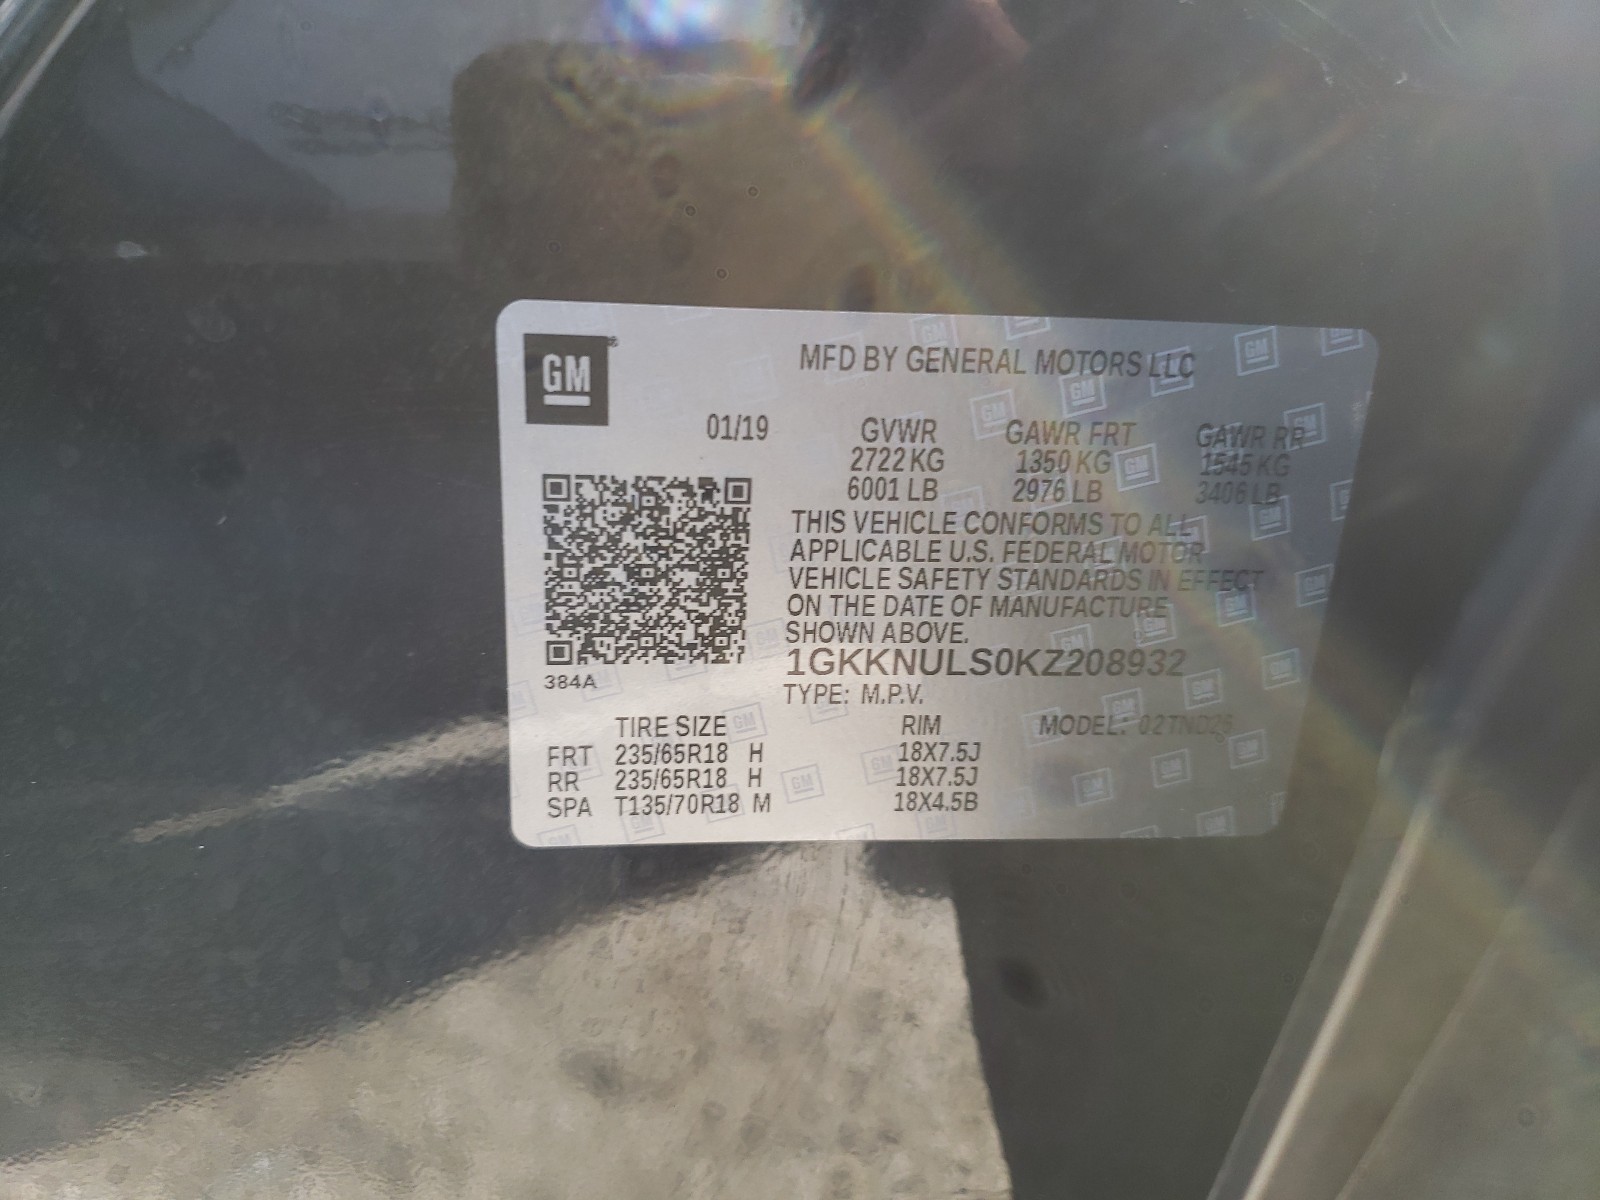 GM®
MFD BY GENERAL MOTORS LLC
01/19 GVWR GAWR FRT GAWR RR
2722 KG 1350 KG 1545 KG
6001 LB 2976 LB 3406 LB
THIS VEHICLE CONFORMS TO ALL
APPLICABLE U.S. FEDERAL MOTOR
VEHICLE SAFETY STANDARDS IN EFFECT
ON THE DATE OF MANUFACTURE
SHOWN ABOVE.
1GKKNULS0KZ208932
384A
TYPE: M.P.V.
TIRE SIZE RIM MODEL: 02TND26
FRT 235/65R18 H 18X7.5J
RR 235/65R18 H 18X7.5J
SPA T135/70R18 M 18X4.5B